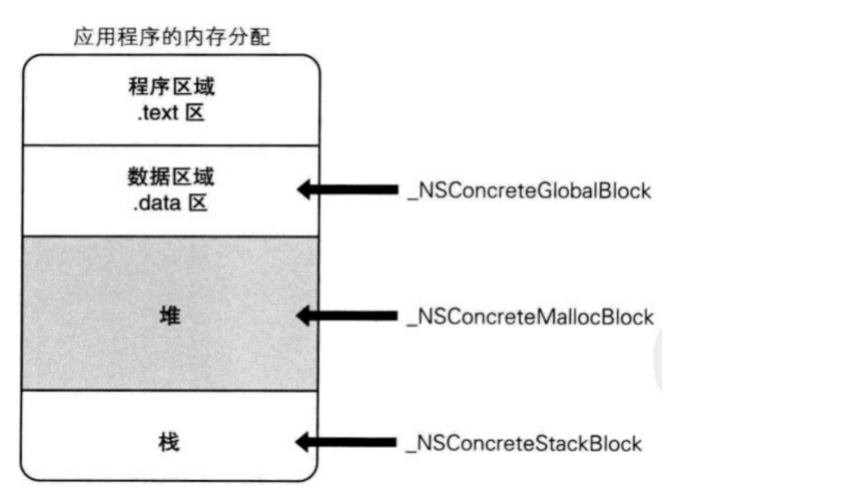 应用程序的内存分配
程序区域
.text 区
数据区域
.data 区
_NSConcreteGlobalBlock
堆
_NSConcreteMallocBlock
栈
_NSConcreteStackBlock